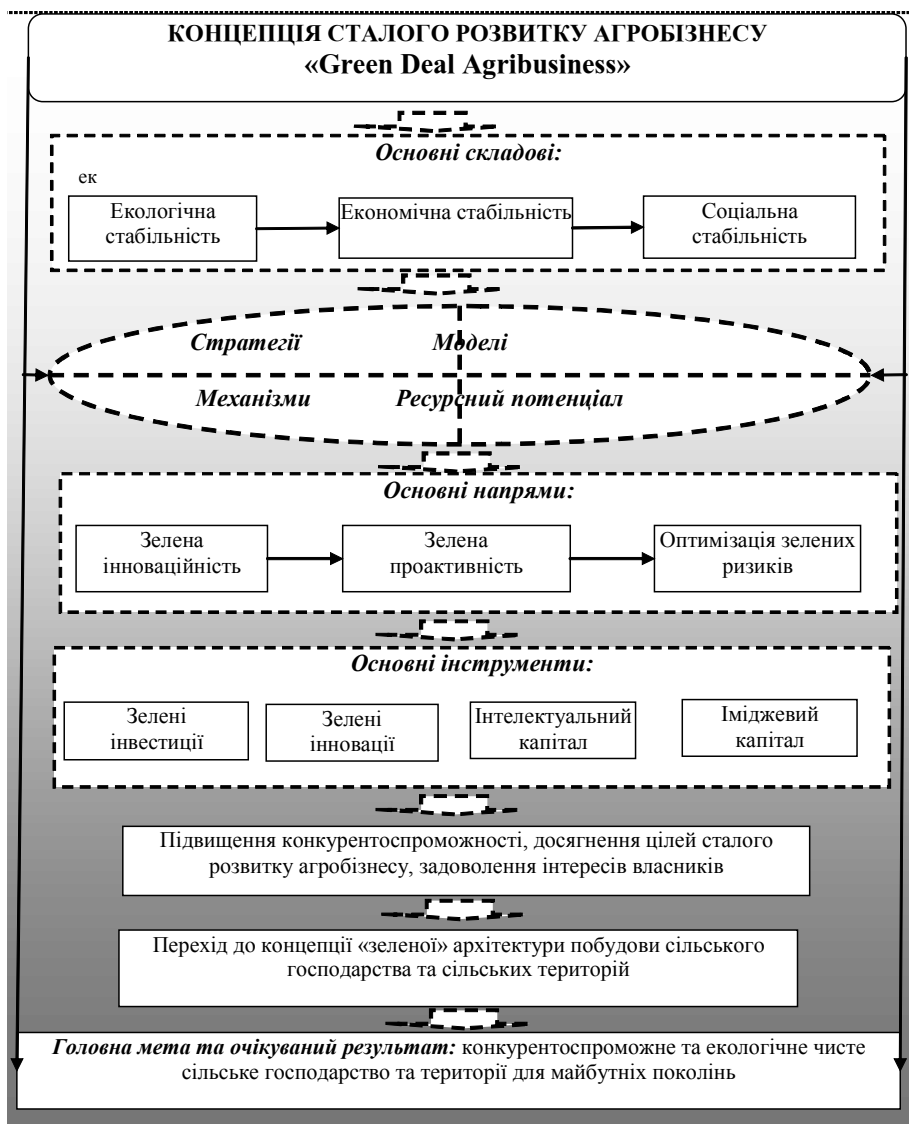 КОНЦЕПЦІЯ СТАЛОГО РОЗВИТКУ АГРОБІЗНЕСУ
«Green Deal Agribusiness»
Основні складові:
ек
Екологічна
стабільність
Економічна стабільність
Соціальна
стабільність
Стратегії
Моделі
Механізми
Ресурсний потенціал
Основні напрями:
Зелена
інноваційність
Зелена
проактивність
Оптимізація зелених
ризиків
Основні інструменти:
Зелені
інвестиції
Зелені
інновації
Інтелектуальний
капітал
Іміджевий
капітал
Підвищення конкурентоспроможності, досягнення цілей сталого
розвитку агробізнесу, задоволення інтересів власників
Перехід до концепції «зеленої» архітектури побудови сільського
господарства та сільських територій
Головна мета та очікуваний результат: конкурентоспроможне та екологічне чисте
сільське господарство та території для майбутніх поколінь